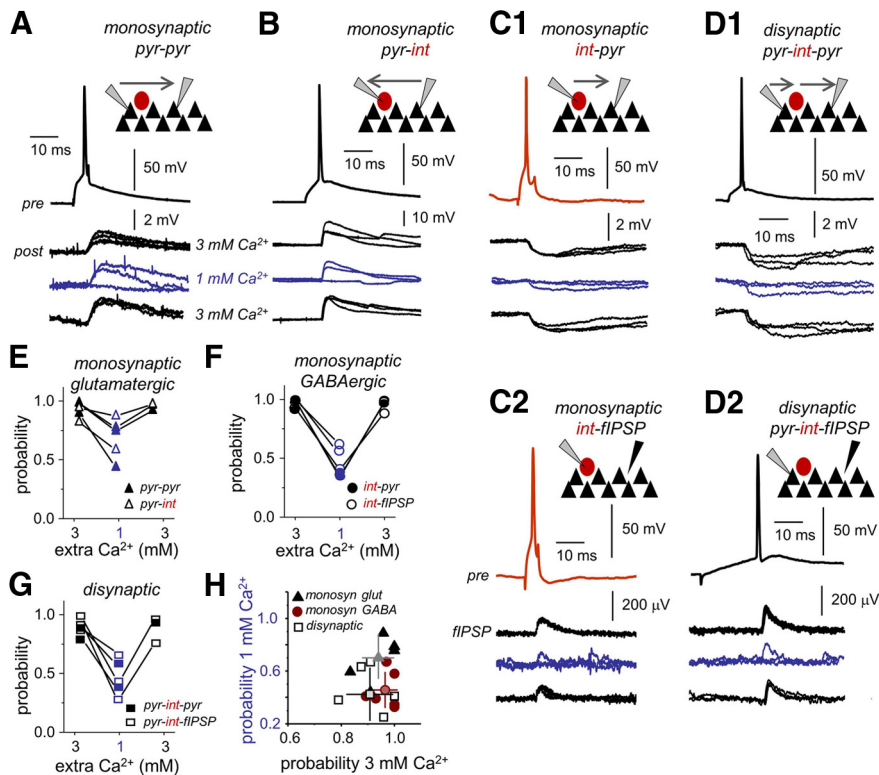 A
monosynaptic
pyr-pyr
10 ms
50 mV
pre
2 mV
post
3 mM Ca2+
1 mM Ca2+
3 mM Ca2+
B
monosynaptic
pyr-int
10 ms
50 mV
10 mV
C1
monosynaptic
int-pyr
10 ms
50 mV
2 mV
D1
disynaptic
pyr-int-pyr
50 mV
10 ms
2 mV
E
monosynaptic
glutamatergic
probability
1.0
0.5
0.0
pyr-pyr
pyr-int
3
1
3
extra Ca2+ (mM)
F
monosynaptic
GABAergic
probability
1.0
0.5
0.0
int-pyr
int-fIPSP
3
1
3
extra Ca2+ (mM)
C2
monosynaptic
int-fIPSP
50 mV
10 ms
pre
200 µV
fIPSP
D2
disynaptic
pyr-int-fIPSP
10 ms
50 mV
200 µV
G
disynaptic
probability
1.0
0.5
0.0
pyr-int-pyr
pyr-int-fIPSP
3
1
3
extra Ca2+ (mM)
H
probability 1 mM Ca2+
monosyn glut
monosyn GABA
disynaptic
1.0
0.8
0.6
0.4
0.2
0.6
0.8
1.0
probability 3 mM Ca2+